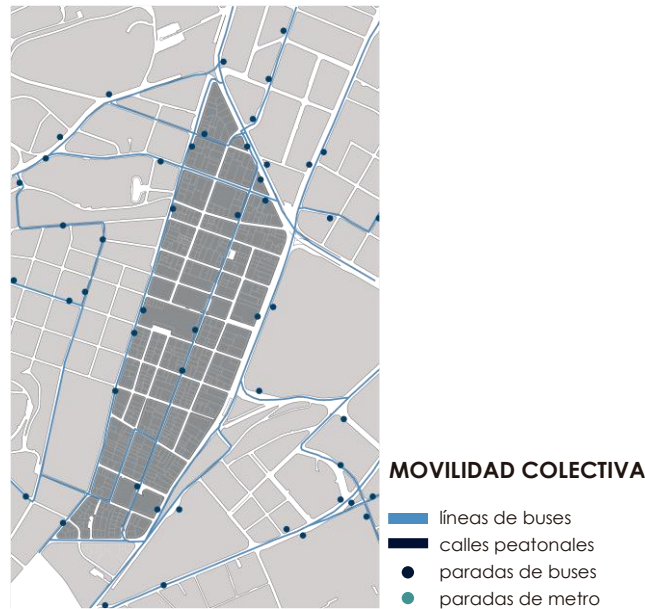 MOVILIDAD COLECTIVA
líneas de buses
calles peatonales
paradas de buses
paradas de metro